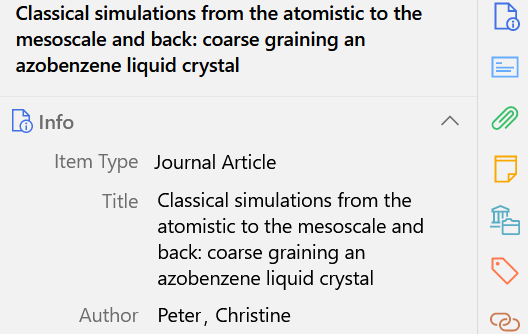 Classical simulations from the atomistic to the
mesoscale and back: coarse graining an
azobenzene liquid crystal
Info
Item Type Journal Article
Title Classical simulations from the
atomistic to the mesoscale and
back: coarse graining an
azobenzene liquid crystal
Author Peter, Christine